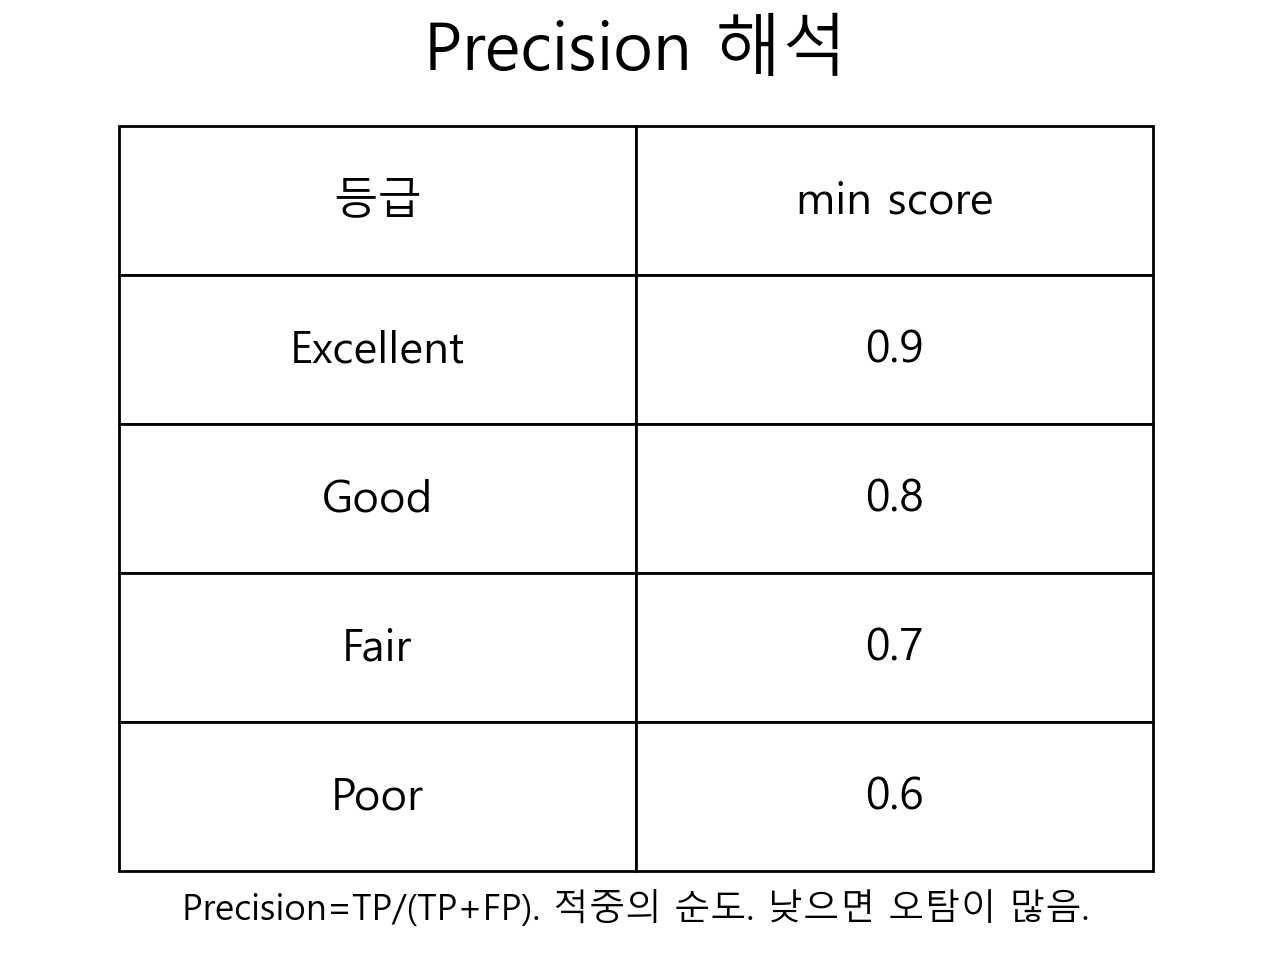 Precision 해석
등급 min score
Excellent 0.9
Good 0.8
Fair 0.7
Poor 0.6
Precision=TP/(TP+FP). 적중의 순도. 낮으면 오탐이 많음.